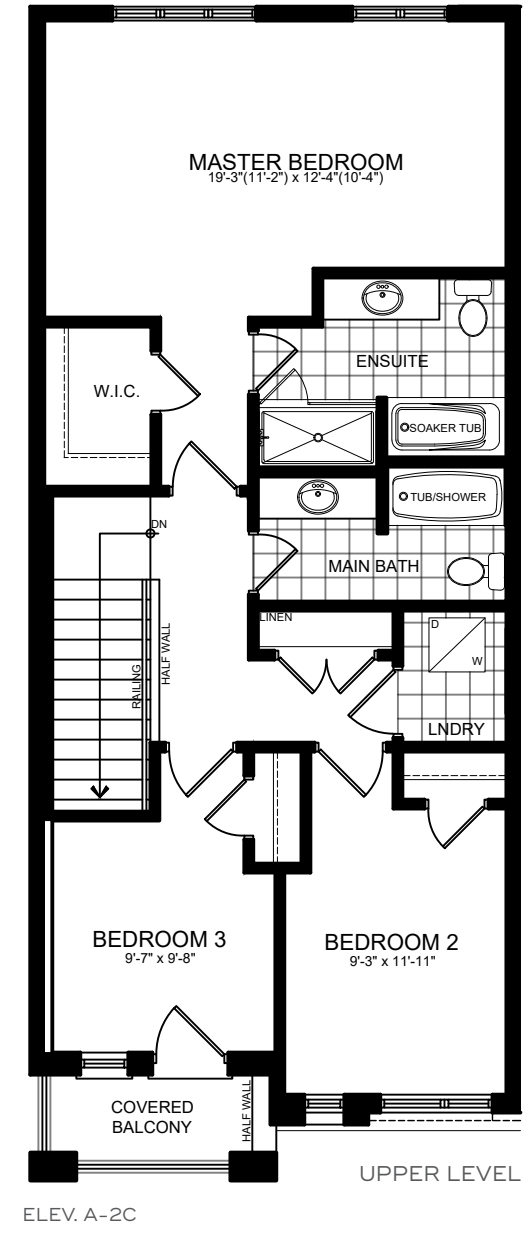 MASTER BEDROOM
19'-3"(11'-2") x 12'-4"(10'-4")
ENSUITE
W.I.C.
SOAKER TUB
TUB/SHOWER
DN
MAIN BATH
LINEN
D
W
RAILING
HALF WALL
LNDRY
BEDROOM 3
9'-7" x 9'-8"
BEDROOM 2
9'-3" x 11'-11"
COVERED
BALCONY
HALF WALL
UPPER LEVEL
ELEV. A-2C